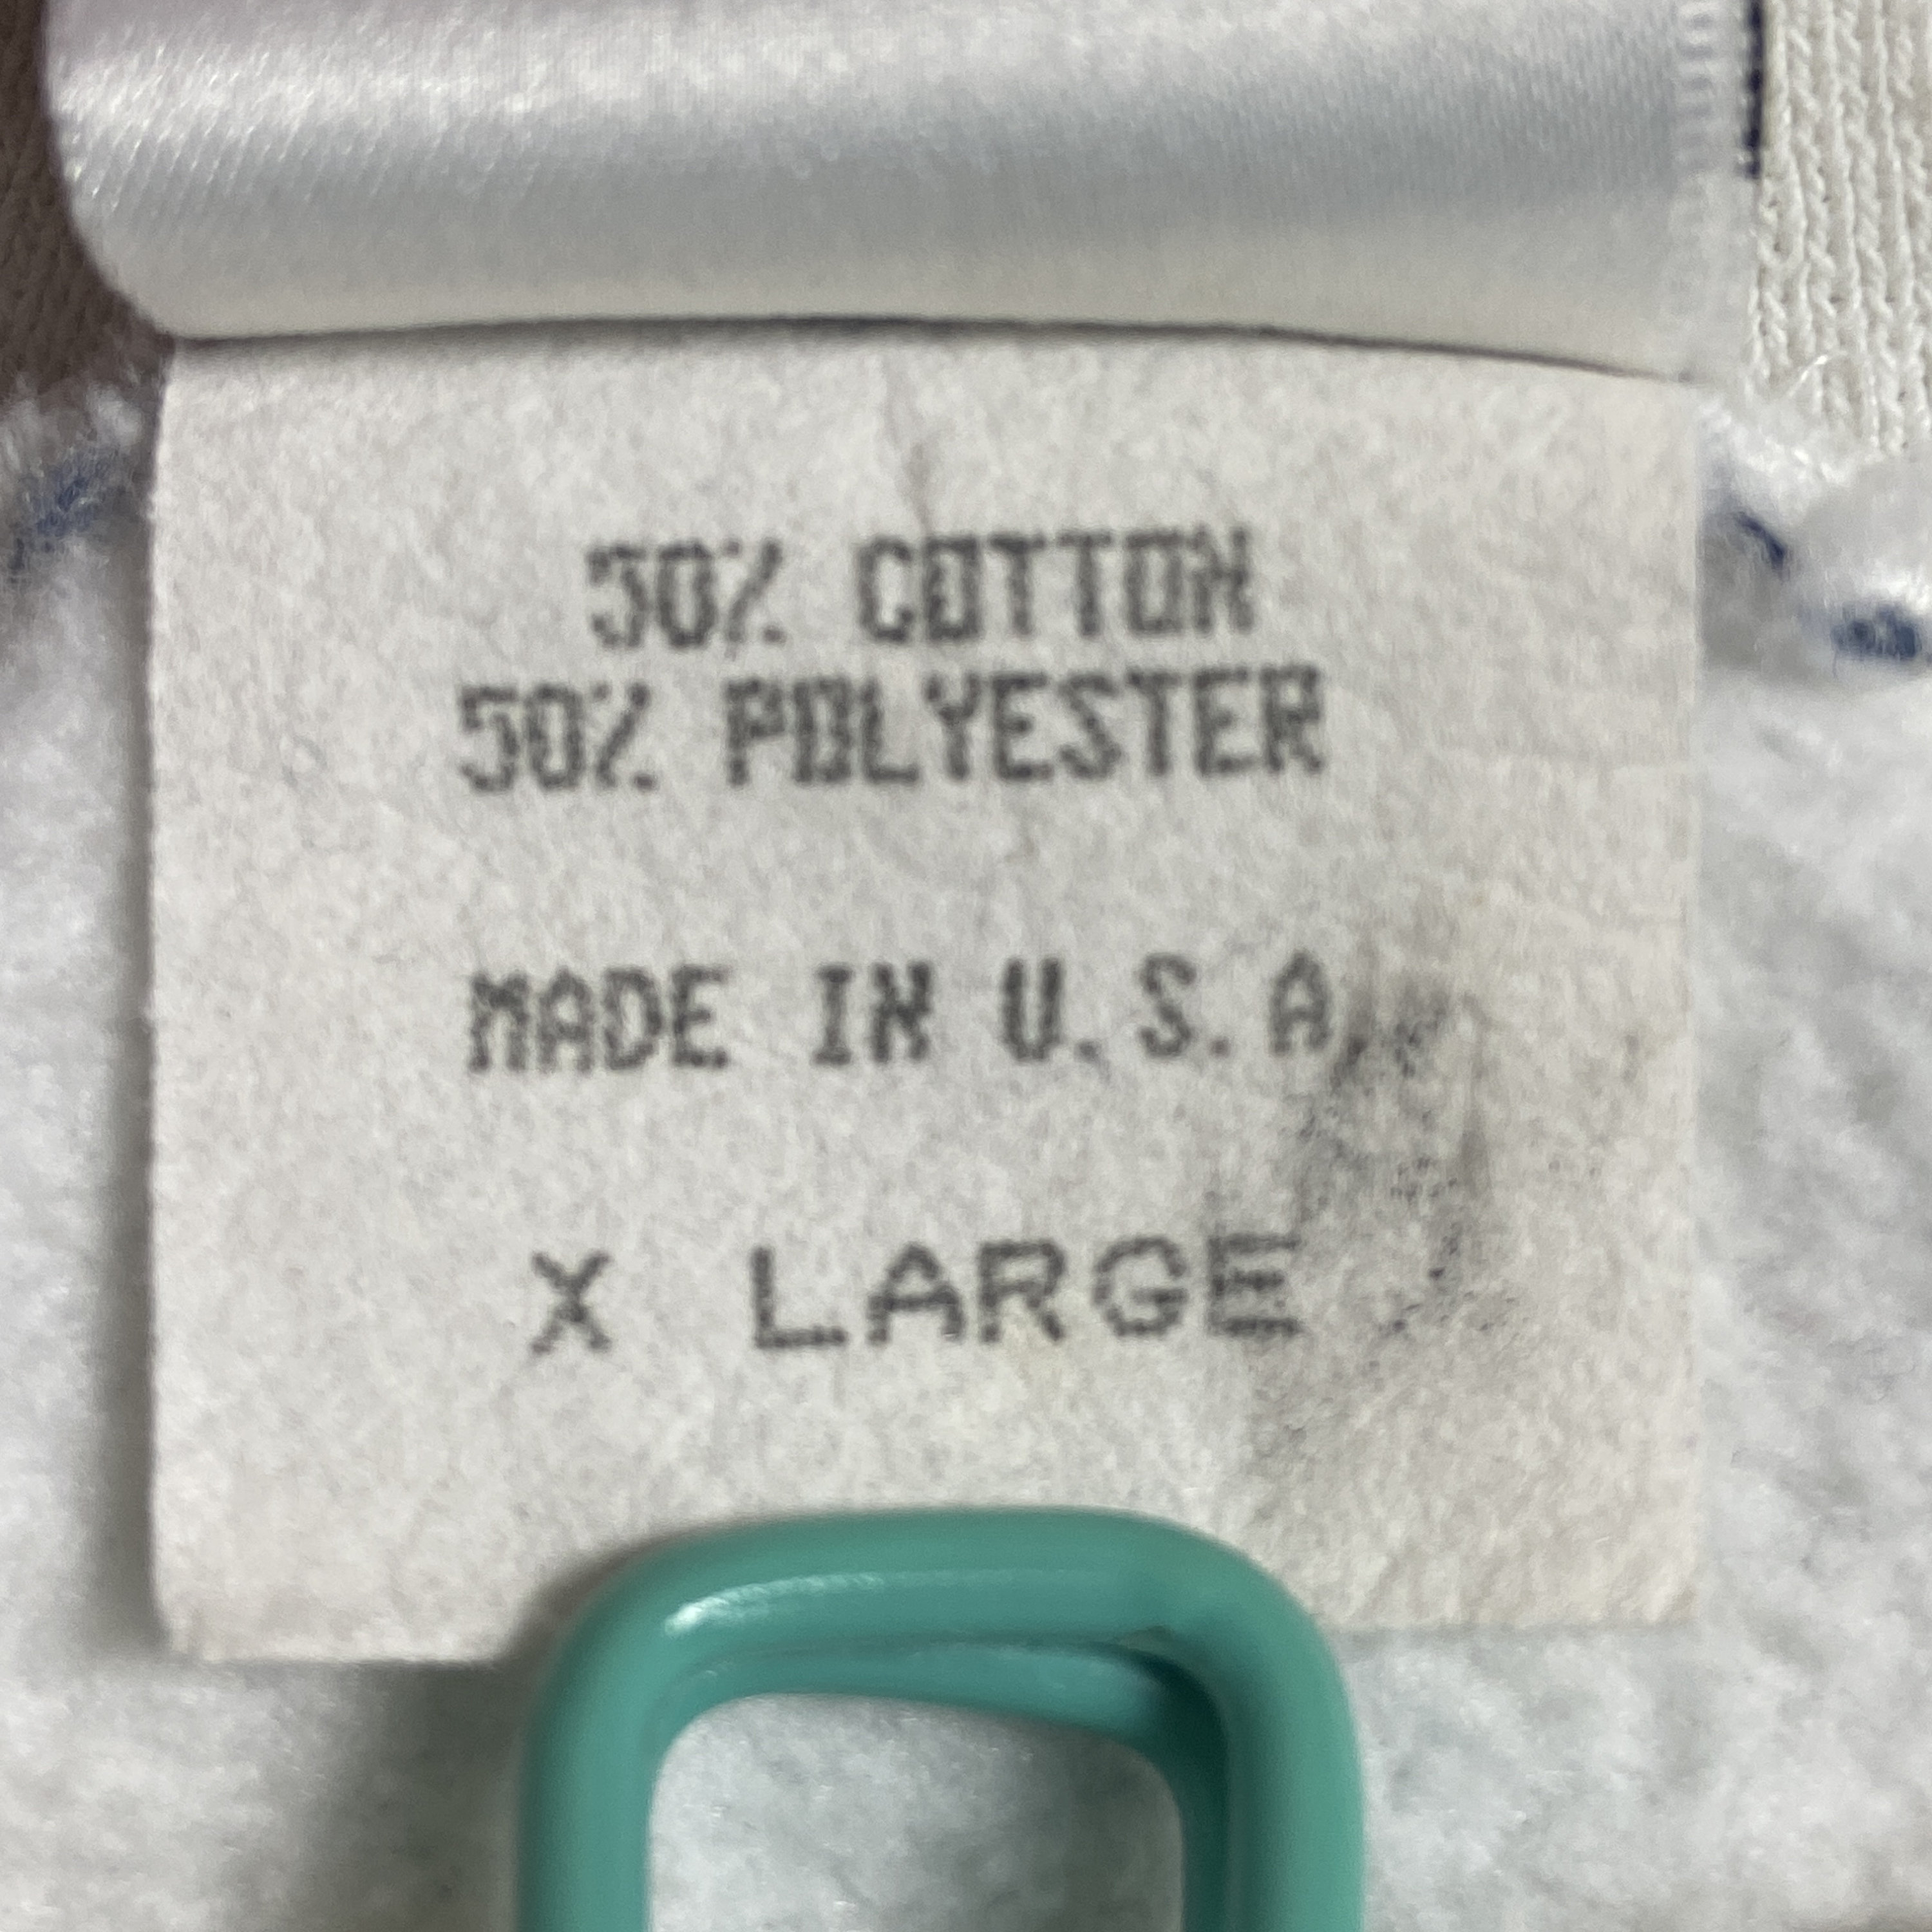 50% COTTON
50% POLYESTER
MADE IN U.S.A.
X LARGE